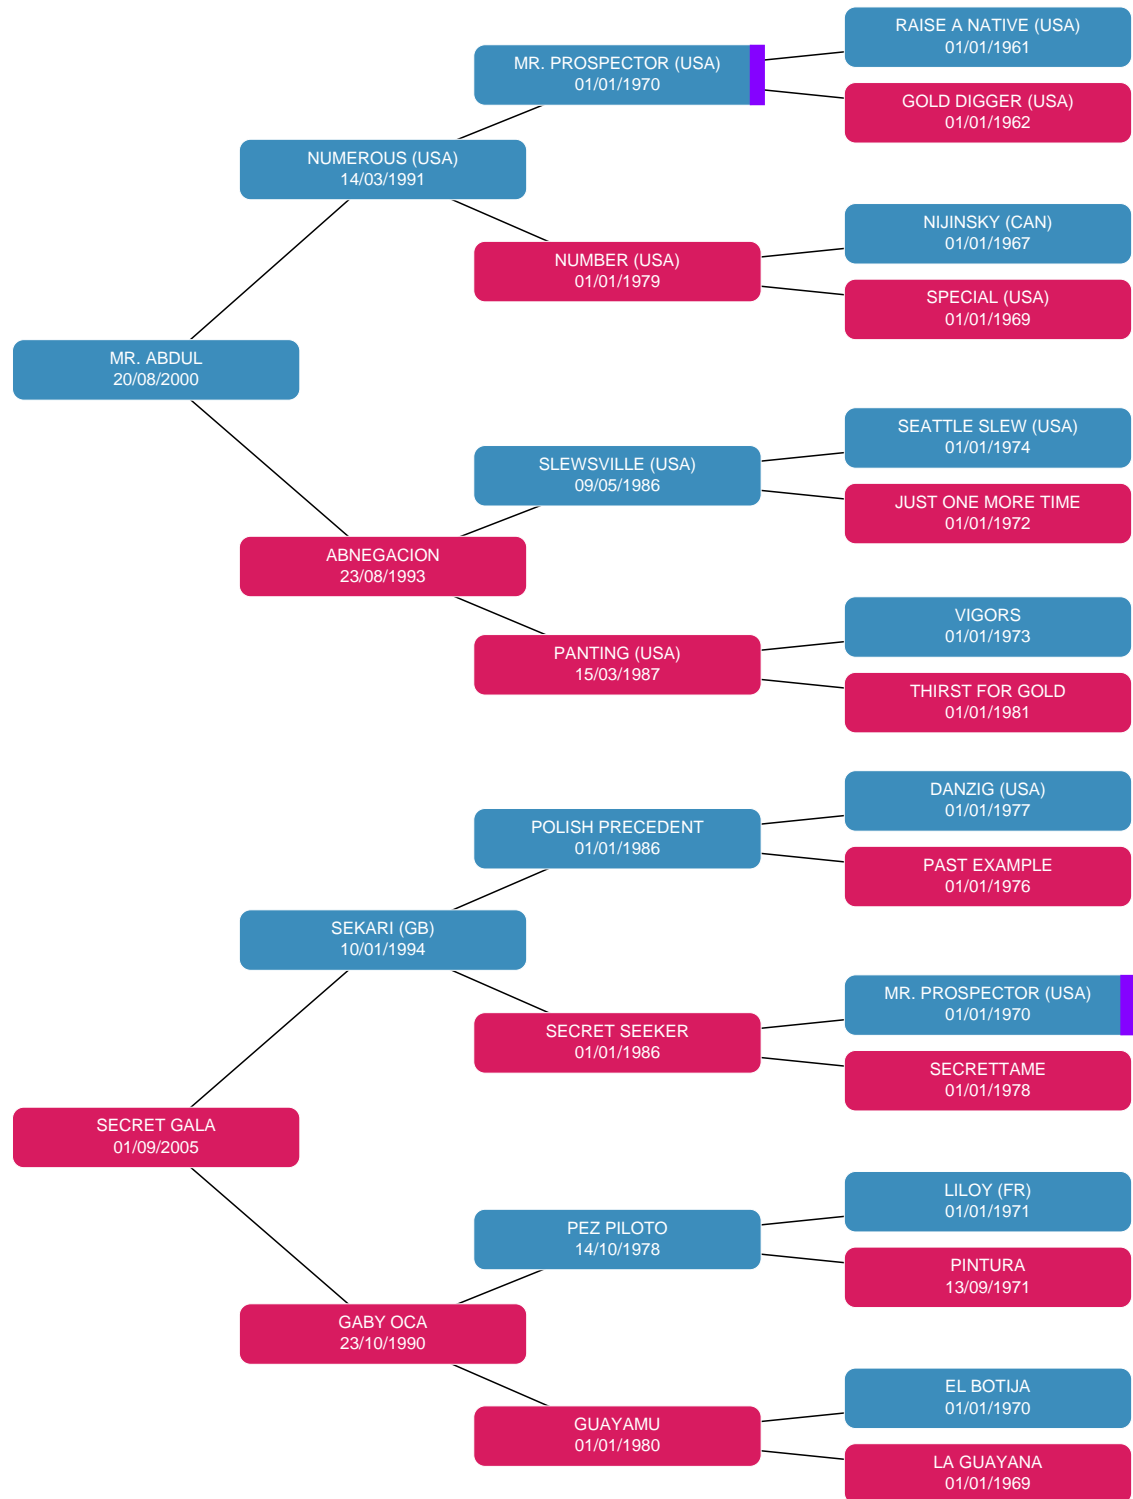 RAISE A NATIVE (USA)
01/01/1961
MR. PROSPECTOR (USA)
01/01/1970
GOLD DIGGER (USA)
01/01/1962
NUMEROUS (USA)
14/03/1991
NIJINSKY (CAN)
01/01/1967
NUMBER (USA)
01/01/1979
SPECIAL (USA)
01/01/1969
MR. ABDUL
20/08/2000
SEATTLE SLEW (USA)
01/01/1974
SLEWSVILLE (USA)
09/05/1986
JUST ONE MORE TIME
01/01/1972
ABNEGACION
23/08/1993
VIGORS
01/01/1973
PANTING (USA)
15/03/1987
THIRST FOR GOLD
01/01/1981
DANZIG (USA)
01/01/1977
POLISH PRECEDENT
01/01/1986
PAST EXAMPLE
01/01/1976
SEKARI (GB)
10/01/1994
MR. PROSPECTOR (USA)
01/01/1970
SECRET SEEKER
01/01/1986
SECRETTAME
01/01/1978
SECRET GALA
01/09/2005
LILOY (FR)
01/01/1971
PEZ PILOTO
14/10/1978
PINTURA
13/09/1971
GABY OCA
23/10/1990
EL BOTIJA
01/01/1970
GUAYAMU
01/01/1980
LA GUAYANA
01/01/1969